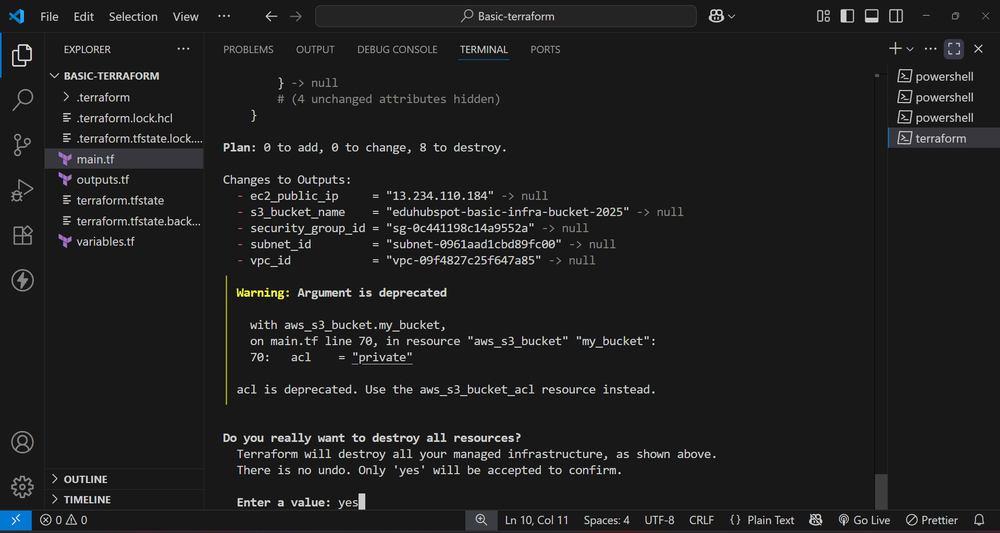 File Edit Selection View ··· Basic-terraform
EXPLORER ···
BASIC-TERRAFORM
.terraform
.terraform.lock.hcl
.terraform.tfstate.lock....
main.tf
outputs.tf
terraform.tfstate
terraform.tfstate.back...
variables.tf
OUTLINE
TIMELINE
PROBLEMS OUTPUT DEBUG CONSOLE TERMINAL PORTS
} -> null
# (4 unchanged attributes hidden)
}
Plan: 0 to add, 0 to change, 8 to destroy.
Changes to Outputs:
- ec2_public_ip = "13.234.110.184" -> null
- s3_bucket_name = "eduhubspot-basic-infra-bucket-2025" -> null
- security_group_id = "sg-0c441198c14a9552a" -> null
- subnet_id = "subnet-0961aad1cbd89fc00" -> null
- vpc_id = "vpc-09f4827c25f647a85" -> null
Warning: Argument is deprecated
with aws_s3_bucket.my_bucket,
on main.tf line 70, in resource "aws_s3_bucket" "my_bucket":
70: acl = "private"
acl is deprecated. Use the aws_s3_bucket_acl resource instead.
Do you really want to destroy all resources?
Terraform will destroy all your managed infrastructure, as shown above.
There is no undo. Only 'yes' will be accepted to confirm.
Enter a value: yes
powershell
powershell
powershell
terraform
0 0 Ln 10, Col 11 Spaces: 4 UTF-8 CRLF {} Plain Text Go Live Prettier